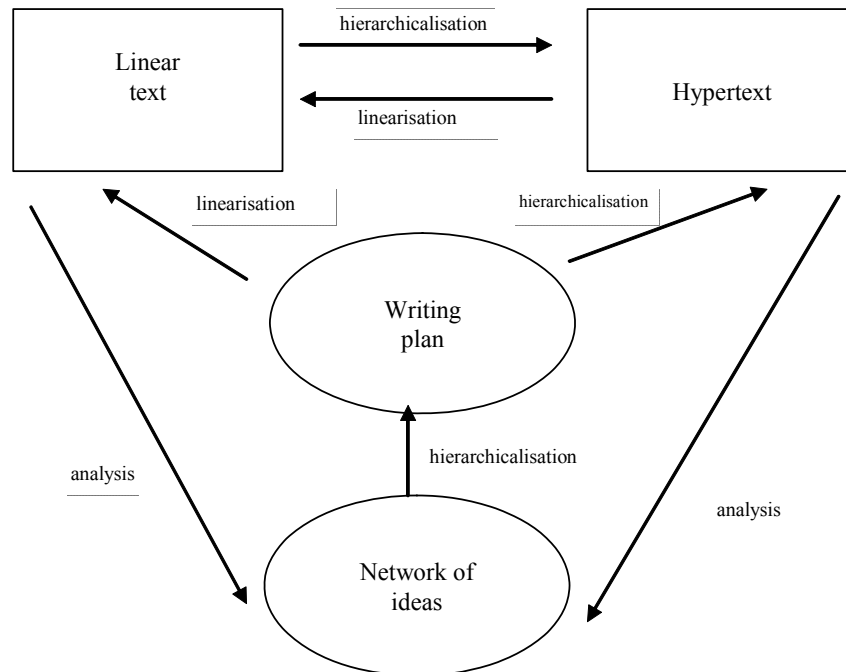 hierarchicalisation
Linear
text
Hypertext
linearisation
linearisation
hierarchicalisation
Writing
plan
hierarchicalisation
analysis
analysis
Network of
ideas